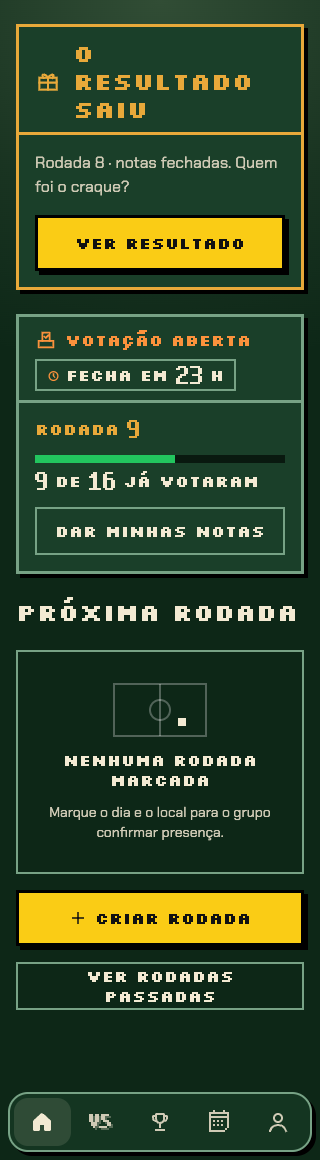 O
RESULTADO
SAIU
Rodada 8 · notas fechadas. Quem
foi o craque?
VER RESULTADO
VOTAÇÃO ABERTA
FECHA EM 23 H
RODADA 9
9 DE 16 JÁ VOTARAM
DAR MINHAS NOTAS
PRÓXIMA RODADA
NENHUMA RODADA
MARCADA
Marque o dia e o local para o grupo
confirmar presença.
+ CRIAR RODADA
VER RODADAS
PASSADAS
VS